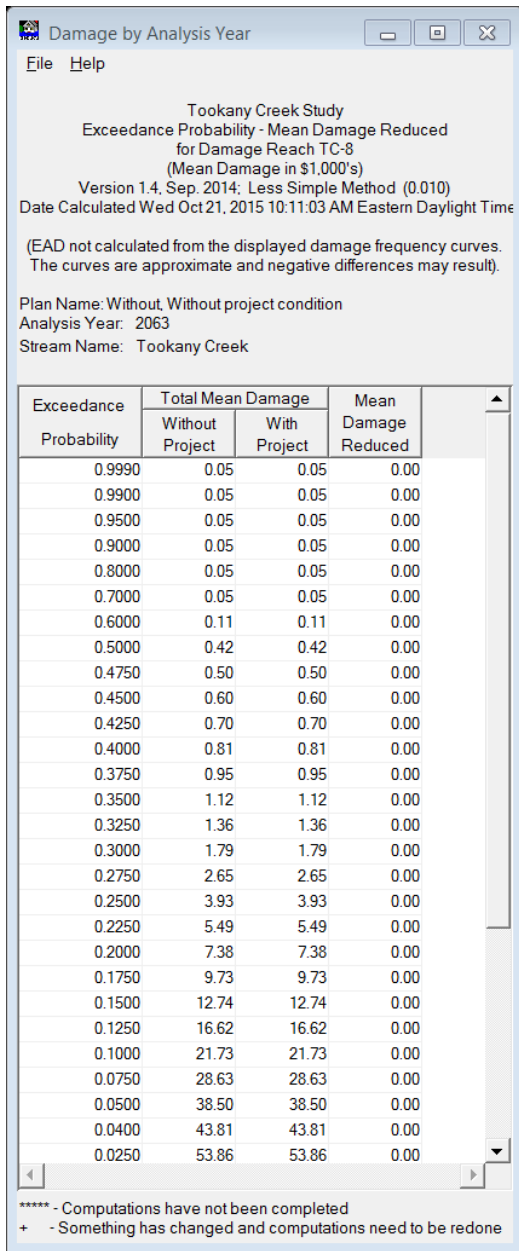 Damage by Analysis Year
File Help
Tookany Creek Study
Exceedance Probability - Mean Damage Reduced
for Damage Reach TC-8
(Mean Damage in $1,000's)
Version 1.4, Sep. 2014; Less Simple Method (0.010)
Date Calculated Wed Oct 21, 2015 10:11:03 AM Eastern Daylight Time
(EAD not calculated from the displayed damage frequency curves.
The curves are approximate and negative differences may result).
Plan Name: Without, Without project condition
Analysis Year: 2063
Stream Name: Tookany Creek
Exceedance Probability
Total Mean Damage
Without Project
With Project
Mean Damage Reduced
0.9990 0.05 0.05 0.00
0.9900 0.05 0.05 0.00
0.9500 0.05 0.05 0.00
0.9000 0.05 0.05 0.00
0.8000 0.05 0.05 0.00
0.7000 0.05 0.05 0.00
0.6000 0.11 0.11 0.00
0.5000 0.42 0.42 0.00
0.4750 0.50 0.50 0.00
0.4500 0.60 0.60 0.00
0.4250 0.70 0.70 0.00
0.4000 0.81 0.81 0.00
0.3750 0.95 0.95 0.00
0.3500 1.12 1.12 0.00
0.3250 1.36 1.36 0.00
0.3000 1.79 1.79 0.00
0.2750 2.65 2.65 0.00
0.2500 3.93 3.93 0.00
0.2250 5.49 5.49 0.00
0.2000 7.38 7.38 0.00
0.1750 9.73 9.73 0.00
0.1500 12.74 12.74 0.00
0.1250 16.62 16.62 0.00
0.1000 21.73 21.73 0.00
0.0750 28.63 28.63 0.00
0.0500 38.50 38.50 0.00
0.0400 43.81 43.81 0.00
0.0250 53.86 53.86 0.00
***** - Computations have not been completed
+ - Something has changed and computations need to be redone